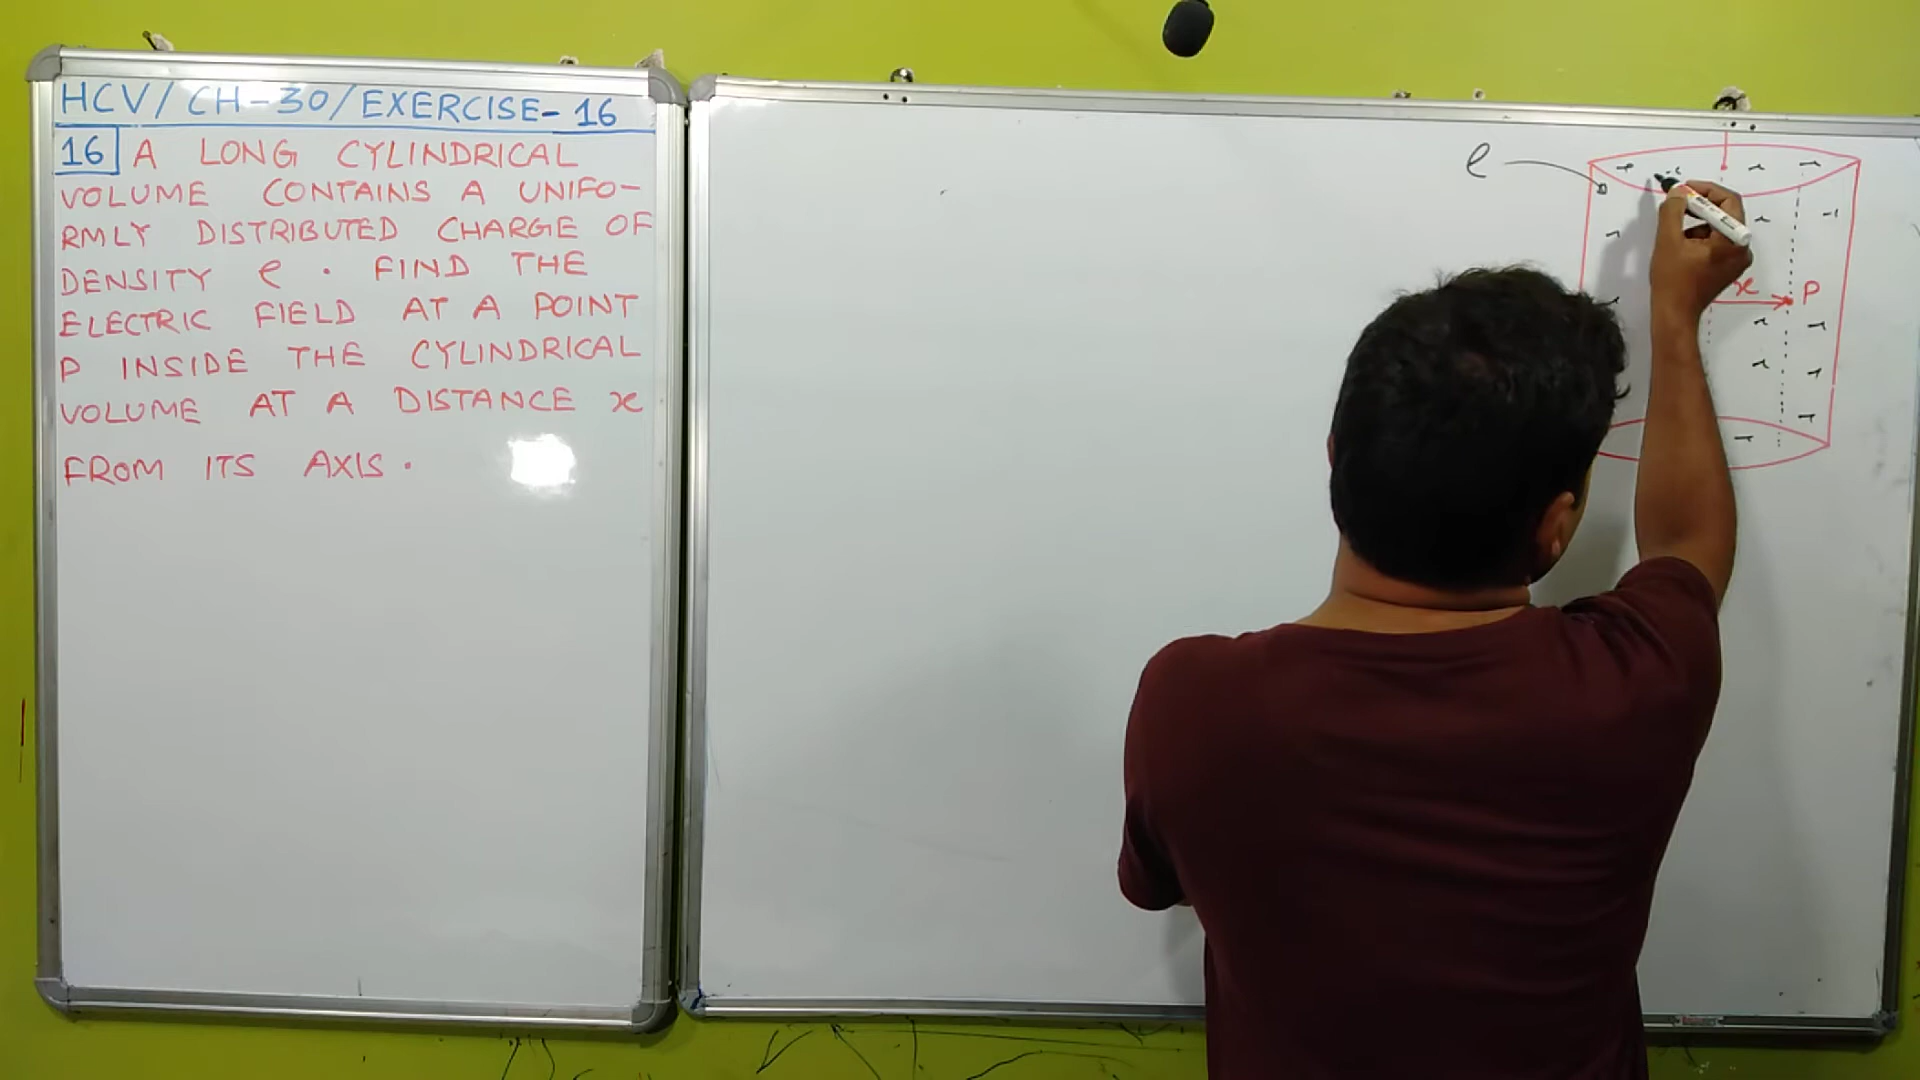 HCV/CH-30/EXERCISE-16
16 A LONG CYLINDRICAL
VOLUME CONTAINS A UNIFO-
RMLY DISTRIBUTED CHARGE OF
DENSITY ρ . FIND THE
ELECTRIC FIELD AT A POINT
P INSIDE THE CYLINDRICAL
VOLUME AT A DISTANCE x
FROM ITS AXIS.
ρ
x P